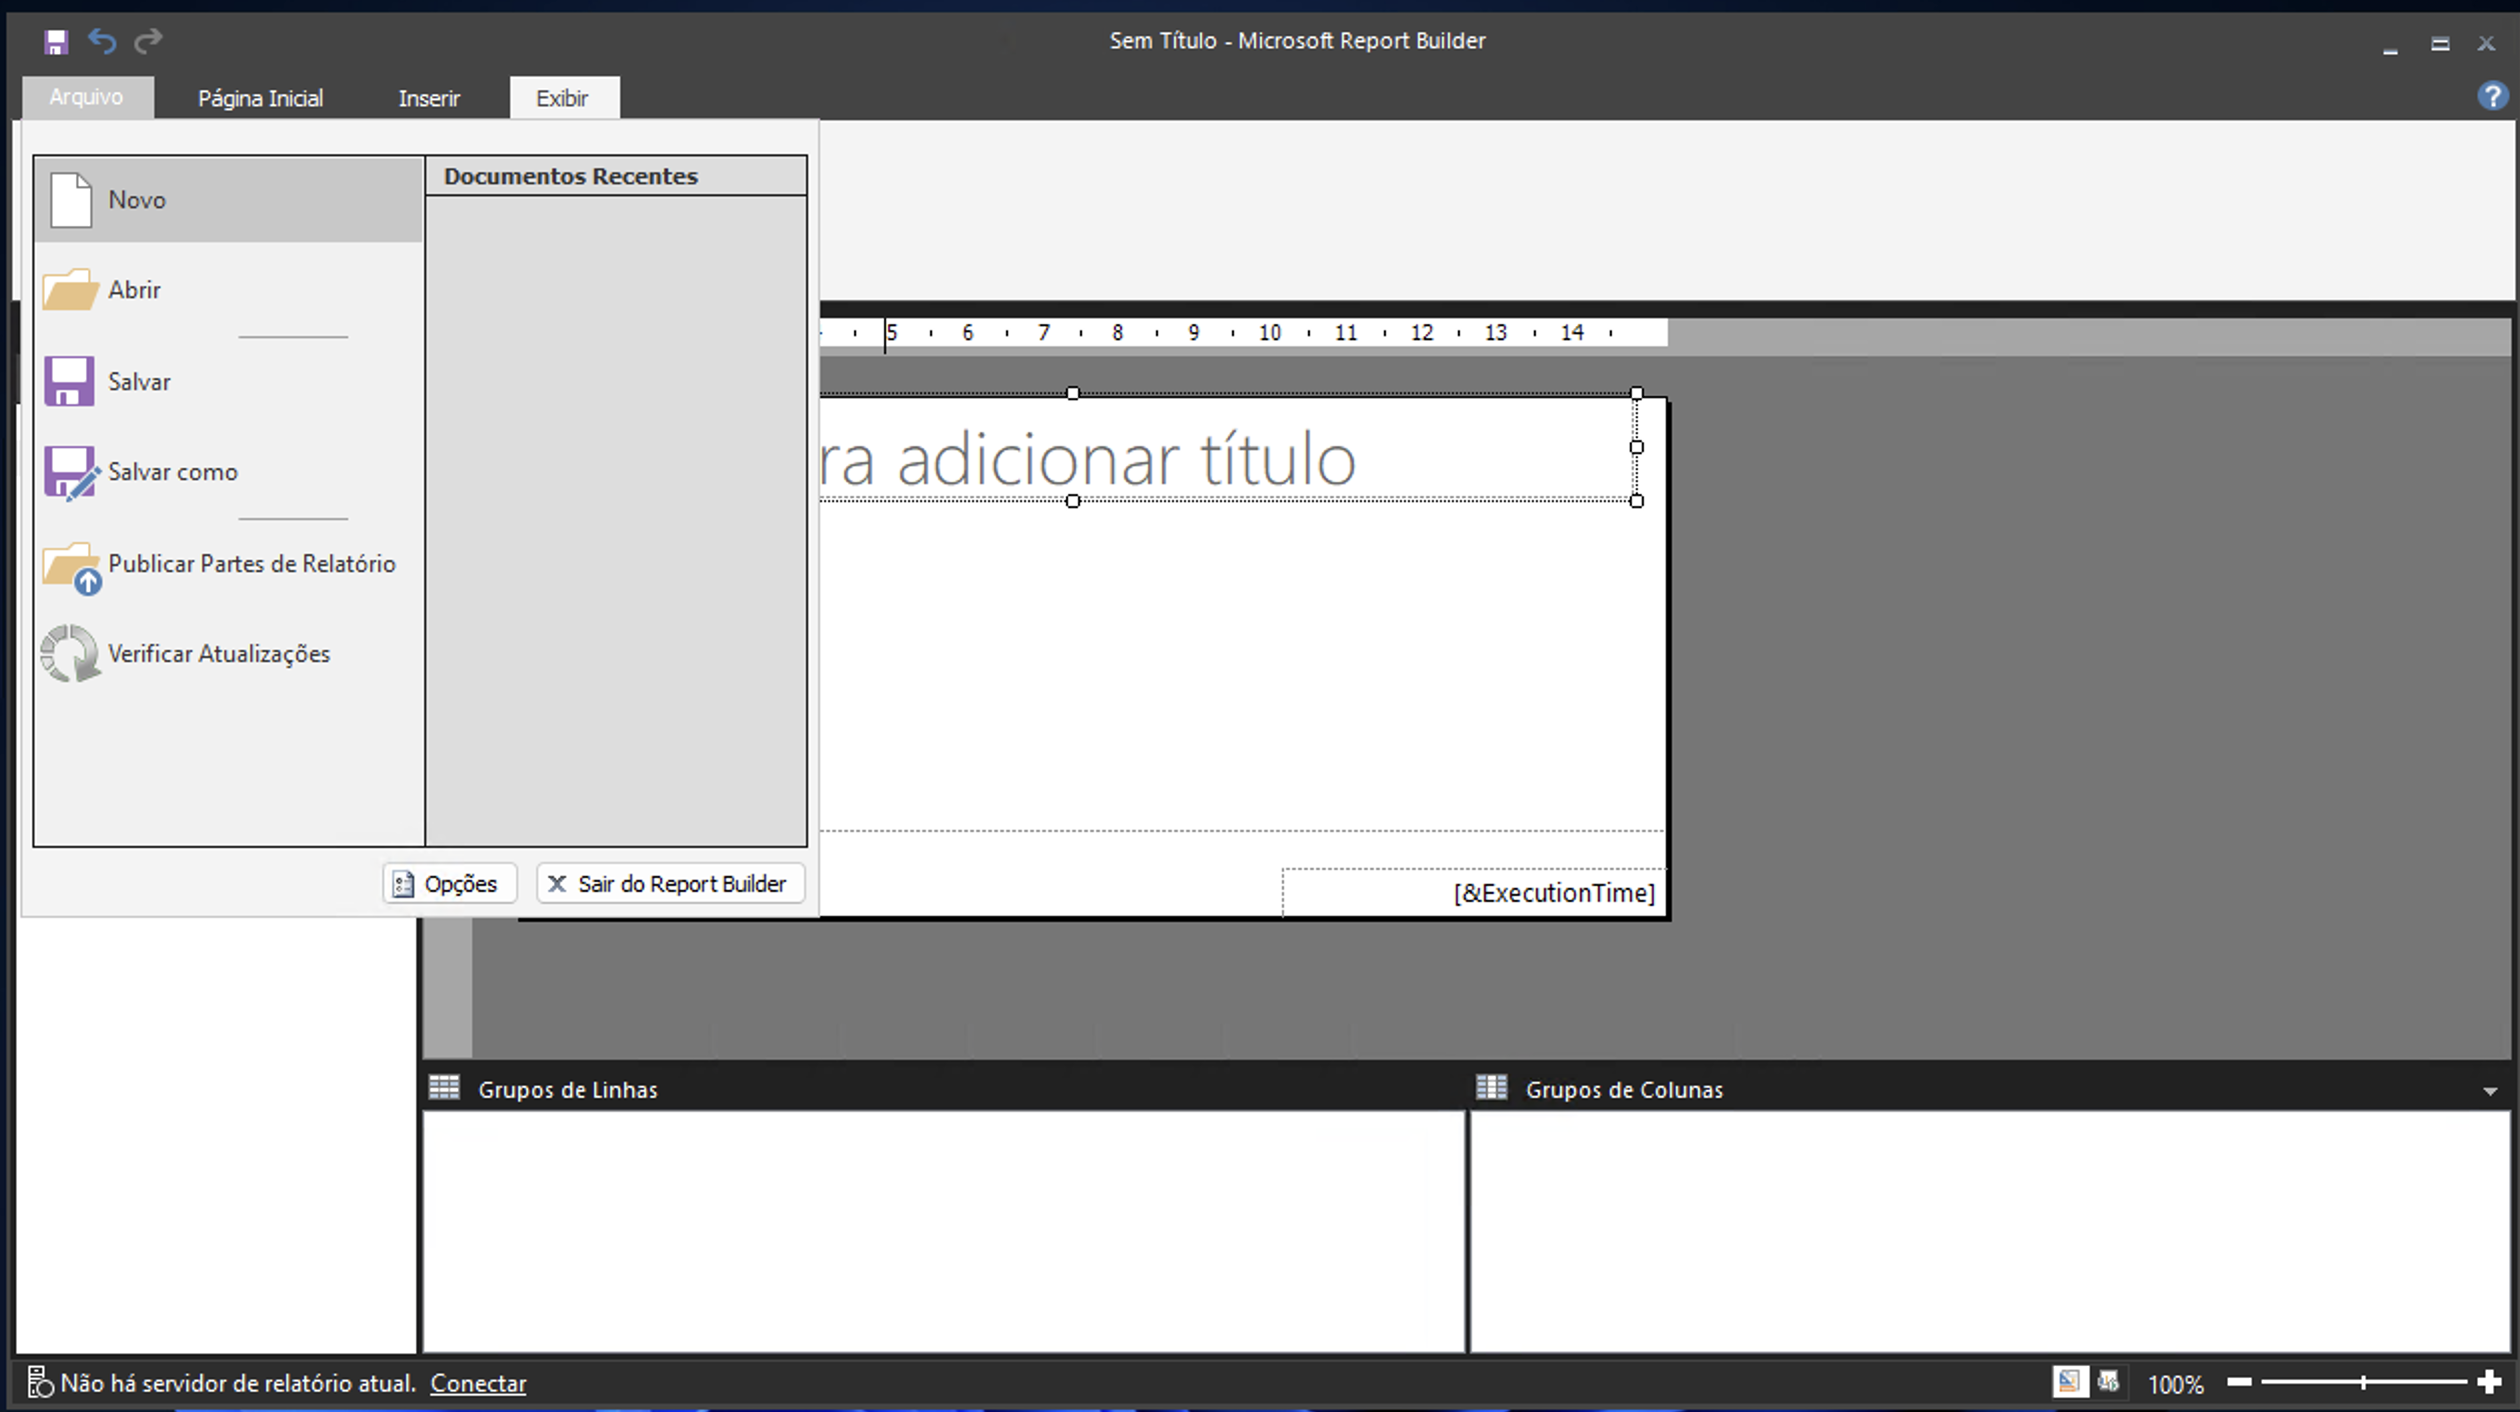 Sem Título - Microsoft Report Builder
Arquivo
Página Inicial
Inserir
Exibir
Novo
Documentos Recentes
Abrir
Salvar
Salvar como
Publicar Partes de Relatório
Verificar Atualizações
Opções
Sair do Report Builder
5 6 7 8 9 10 11 12 13 14
ra adicionar título
[&ExecutionTime]
Grupos de Linhas
Grupos de Colunas
Não há servidor de relatório atual. Conectar
100%